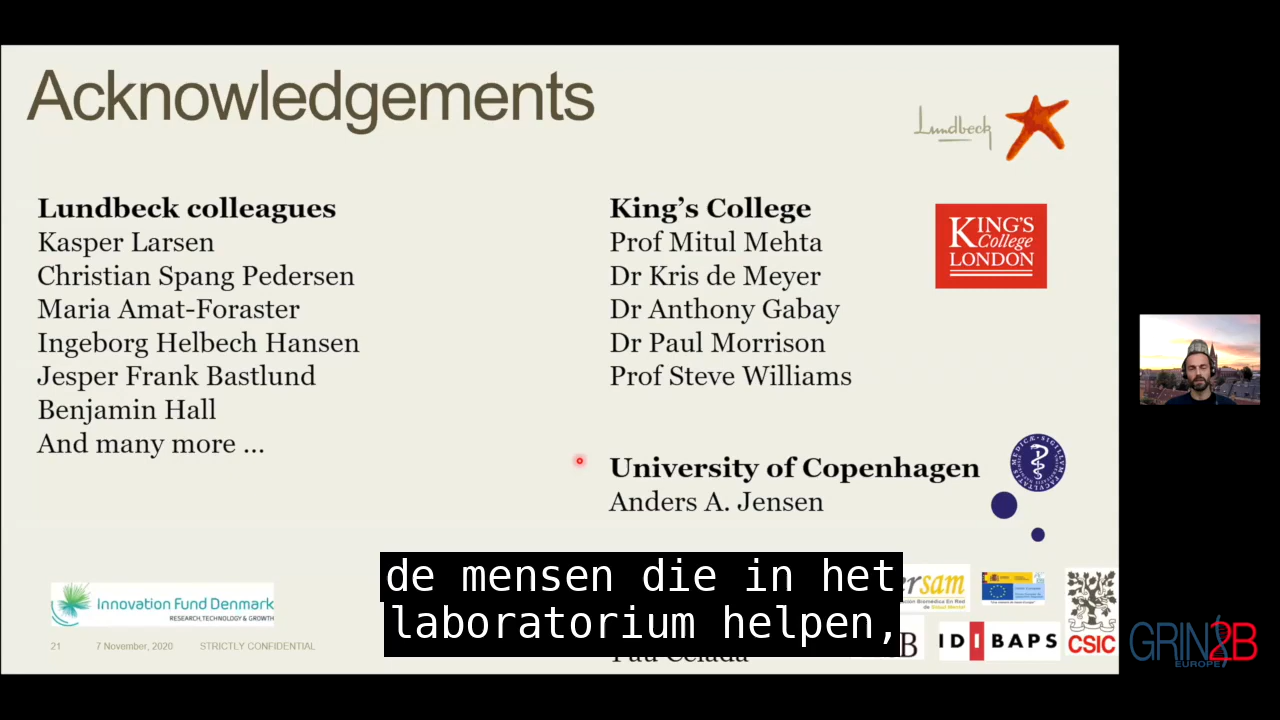 Acknowledgements
Lundbeck
Lundbeck colleagues
Kasper Larsen
Christian Spang Pedersen
Maria Amat-Foraster
Ingeborg Helbech Hansen
Jesper Frank Bastlund
Benjamin Hall
And many more ...
King's College
Prof Mitul Mehta
Dr Kris de Meyer
Dr Anthony Gabay
Dr Paul Morrison
Prof Steve Williams
KING'S
College
LONDON
University of Copenhagen
Anders A. Jensen
de mensen die in het
laboratorium helpen,
Innovation Fund Denmark
RESEARCH, TECHNOLOGY & GROWTH
21 7 November, 2020 STRICTLY CONFIDENTIAL
IDIBAPS
CSIC
GRIN2B
EUROPE